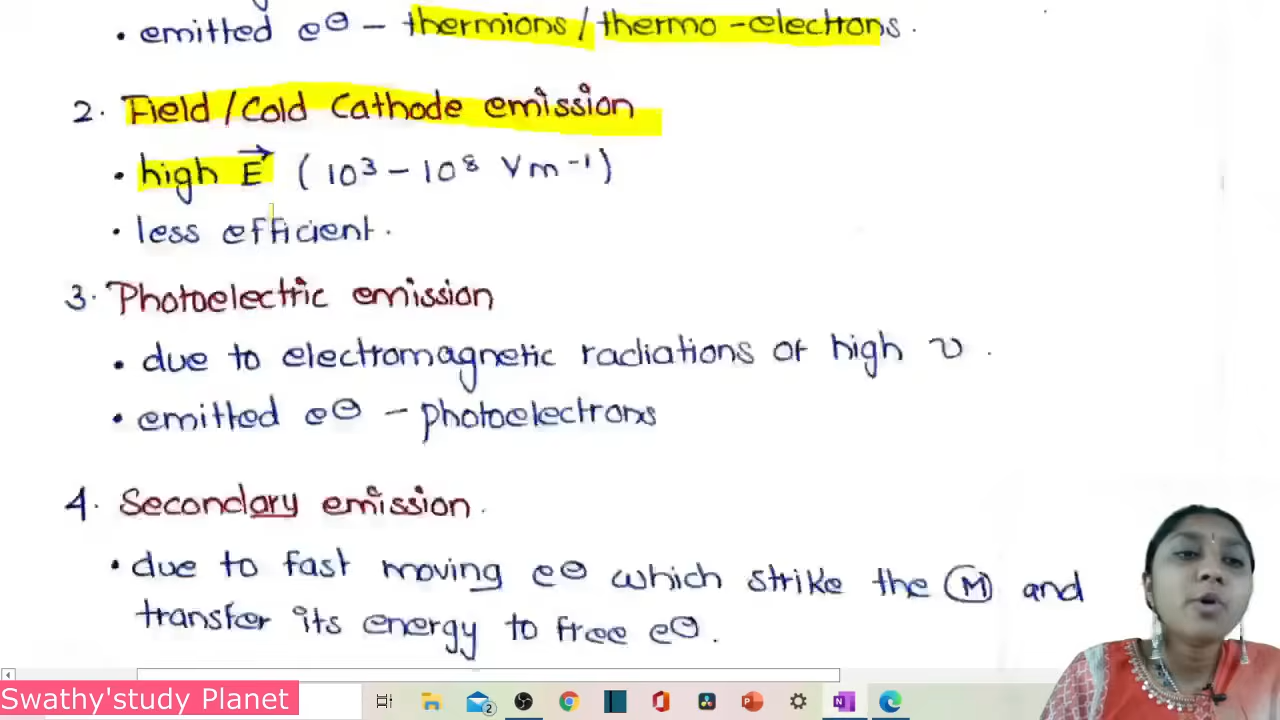 • emitted e⊖ – thermions / thermo-electrons.
2. Field/Cold Cathode emission
• high E⃗ (10³ – 10⁸ Vm⁻¹)
• less efficient.
3. Photoelectric emission
• due to electromagnetic radiations of high ν.
• emitted e⊖ – photoelectrons
4. Secondary emission.
• due to fast moving e⊖ which strike the Ⓜ and
transfer its energy to free e⊖.
Swathy'study Planet
2